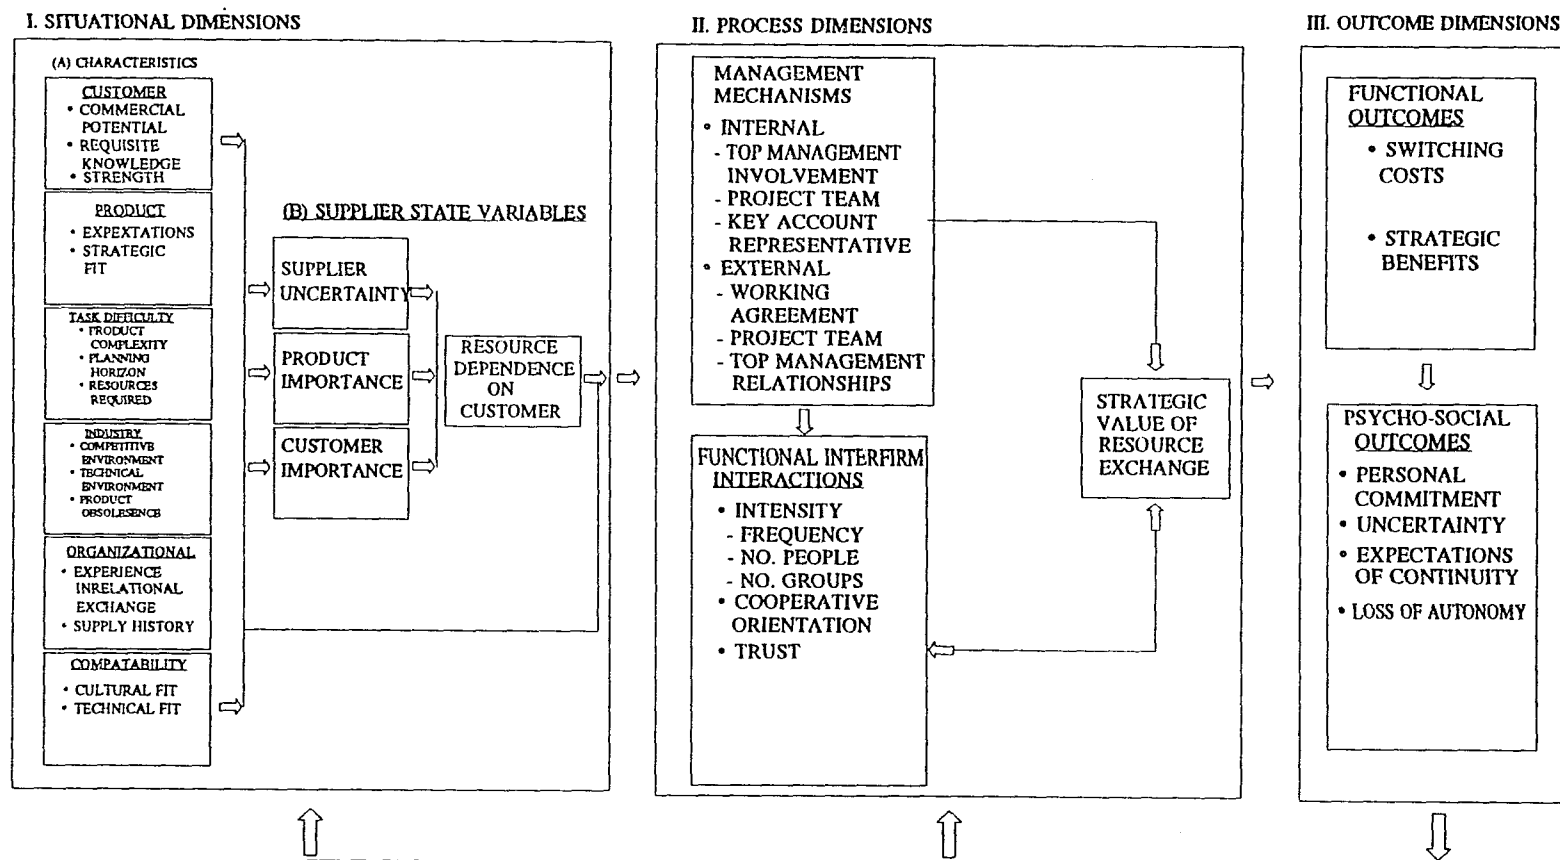 I. SITUATIONAL DIMENSIONS
(A) CHARACTERISTICS
CUSTOMER
• COMMERCIAL
POTENTIAL
• REQUISITE
KNOWLEDGE
• STRENGTH
PRODUCT
• EXPEXTATIONS
• STRATEGIC
FIT
TASK DIFFICULTY
• PRODUCT
COMPLEXITY
• PLANNING
HORIZON
• RESOURCES
REQUIRED
INDUSTRY
• COMPETITIVE
ENVIRONMENT
• TECHNICAL
ENVIRONMENT
• PRODUCT
OBSOLESENCE
ORGANIZATIONAL
• EXPERIENCE
INRELATIONAL
EXCHANGE
• SUPPLY HISTORY
COMPATABILITY
• CULTURAL FIT
• TECHNICAL FIT
(B) SUPPLIER STATE VARIABLES
SUPPLIER
UNCERTAINTY
PRODUCT
IMPORTANCE
CUSTOMER
IMPORTANCE
RESOURCE
DEPENDENCE
ON
CUSTOMER
II. PROCESS DIMENSIONS
MANAGEMENT
MECHANISMS
• INTERNAL
- TOP MANAGEMENT
INVOLVEMENT
- PROJECT TEAM
- KEY ACCOUNT
REPRESENTATIVE
• EXTERNAL
- WORKING
AGREEMENT
- PROJECT TEAM
- TOP MANAGEMENT
RELATIONSHIPS
FUNCTIONAL INTERFIRM
INTERACTIONS
• INTENSITY
- FREQUENCY
- NO. PEOPLE
- NO. GROUPS
• COOPERATIVE
ORIENTATION
• TRUST
STRATEGIC
VALUE OF
RESOURCE
EXCHANGE
III. OUTCOME DIMENSIONS
FUNCTIONAL
OUTCOMES
• SWITCHING
COSTS
• STRATEGIC
BENEFITS
PSYCHO-SOCIAL
OUTCOMES
• PERSONAL
COMMITMENT
• UNCERTAINTY
• EXPECTATIONS
OF CONTINUITY
• LOSS OF AUTONOMY